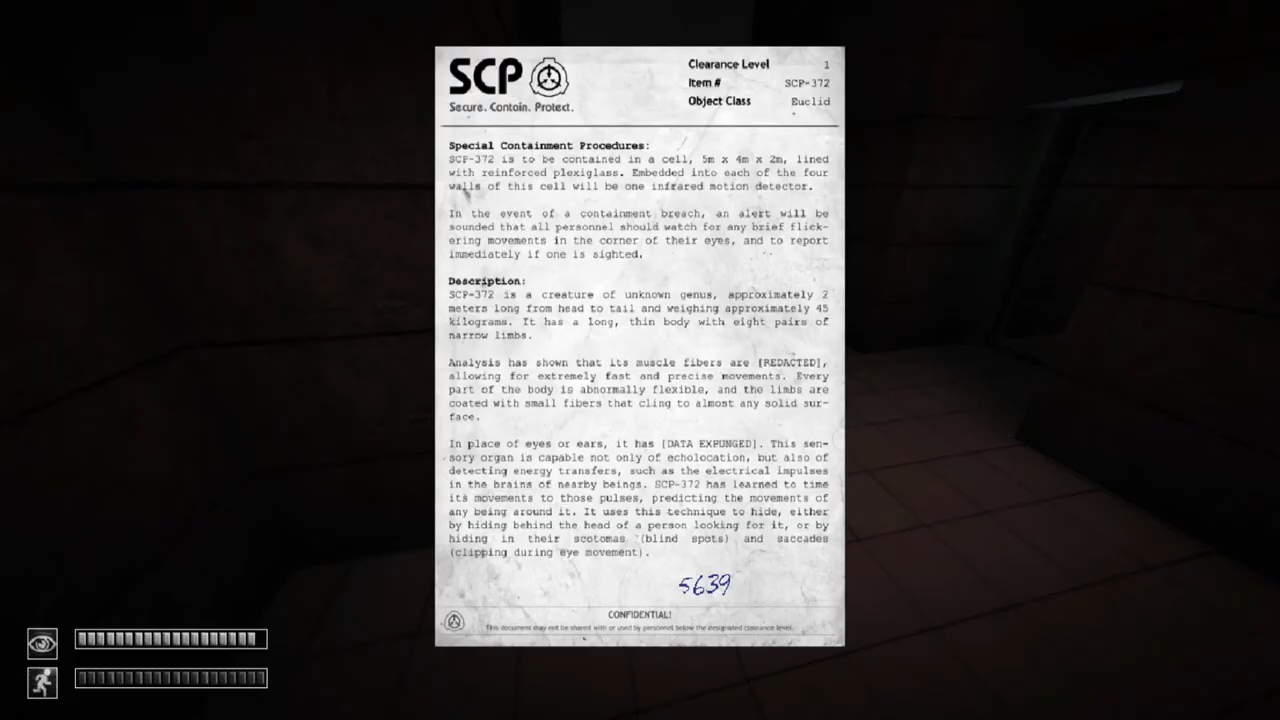 SCP
Secure. Contain. Protect.
Clearance Level 1
Item # SCP-372
Object Class Euclid
Special Containment Procedures:
SCP-372 is to be contained in a cell, 5m x 4m x 2m, lined
with reinforced plexiglass. Embedded into each of the four
walls of this cell will be one infrared motion detector.
In the event of a containment breach, an alert will be
sounded that all personnel should watch for any brief flick-
ering movements in the corner of their eyes, and to report
immediately if one is sighted.
Description:
SCP-372 is a creature of unknown genus, approximately 2
meters long from head to tail and weighing approximately 45
kilograms. It has a long, thin body with eight pairs of
narrow limbs.
Analysis has shown that its muscle fibers are [REDACTED],
allowing for extremely fast and precise movements. Every
part of the body is abnormally flexible, and the limbs are
coated with small fibers that cling to almost any solid sur-
face.
In place of eyes or ears, it has [DATA EXPUNGED]. This sen-
sory organ is capable not only of echolocation, but also of
detecting energy transfers, such as the electrical impulses
in the brains of nearby beings. SCP-372 has learned to time
its movements to those pulses, predicting the movements of
any being around it. It uses this technique to hide, either
by hiding behind the head of a person looking for it, or by
hiding in their scotomas (blind spots) and saccades
(clipping during eye movement).
5639
CONFIDENTIAL!
This document may not be shared with or used by personnel below the designated clearance level.